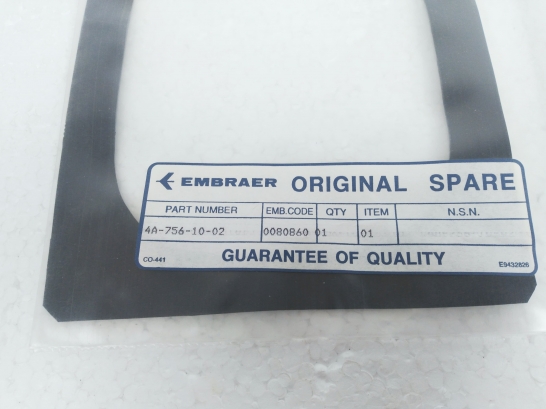 EMBRAER ORIGINAL SPARE
PART NUMBER EMB.CODE QTY ITEM N.S.N.
4A-756-10-02 0080860 01 01
CO-441 GUARANTEE OF QUALITY E9432826